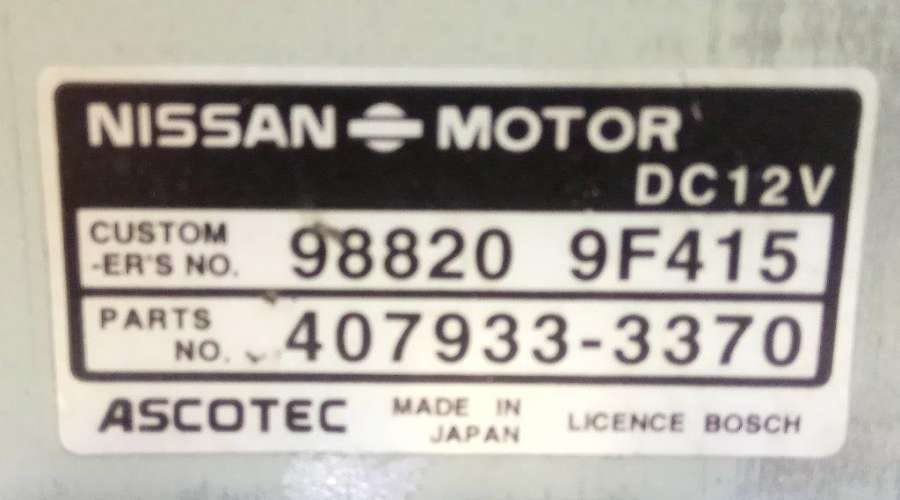 NISSAN MOTOR
DC12V
CUSTOM
-ER'S NO. 98820 9F415
PARTS
NO. 407933-3370
ASCOTEC MADE IN
JAPAN LICENCE BOSCH